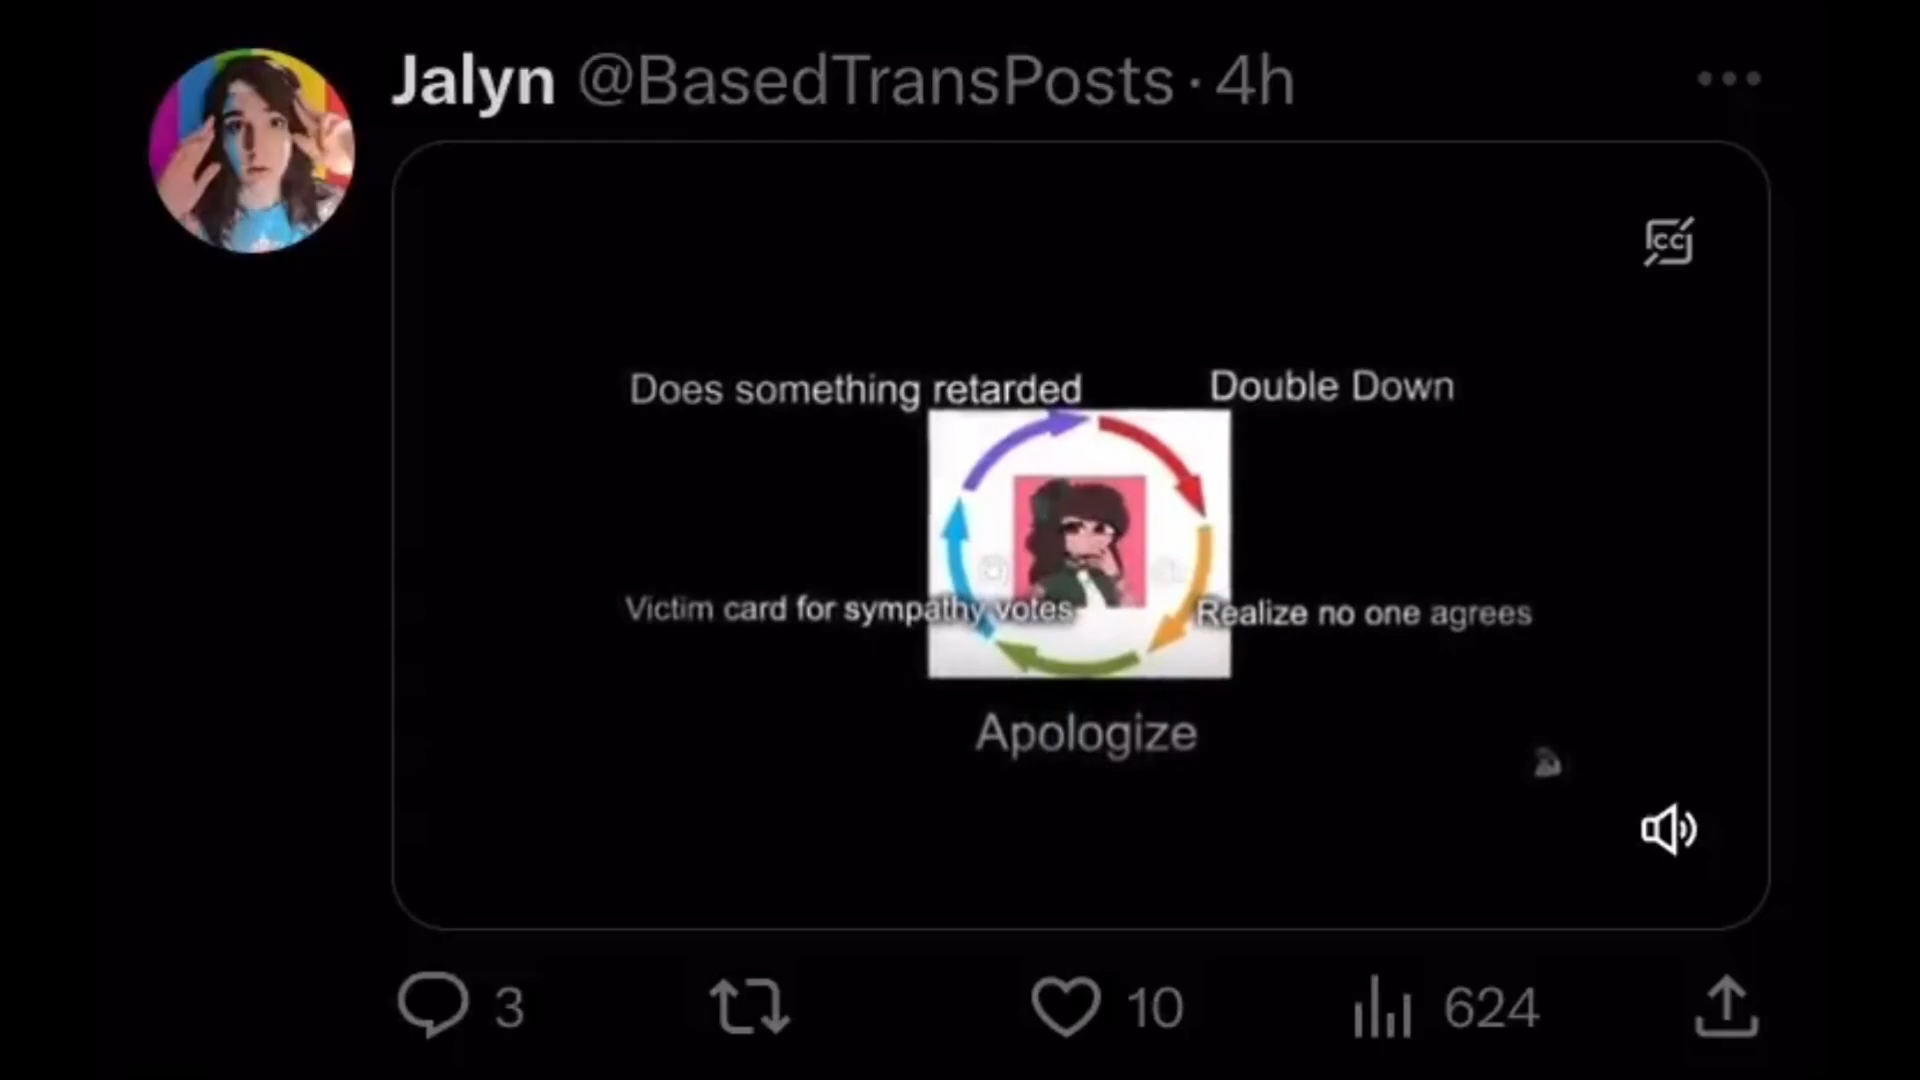 Jalyn @BasedTransPosts · 4h
CC
Does something retarded
Double Down
Victim card for sympathy votes
Realize no one agrees
Apologize
3
10
624